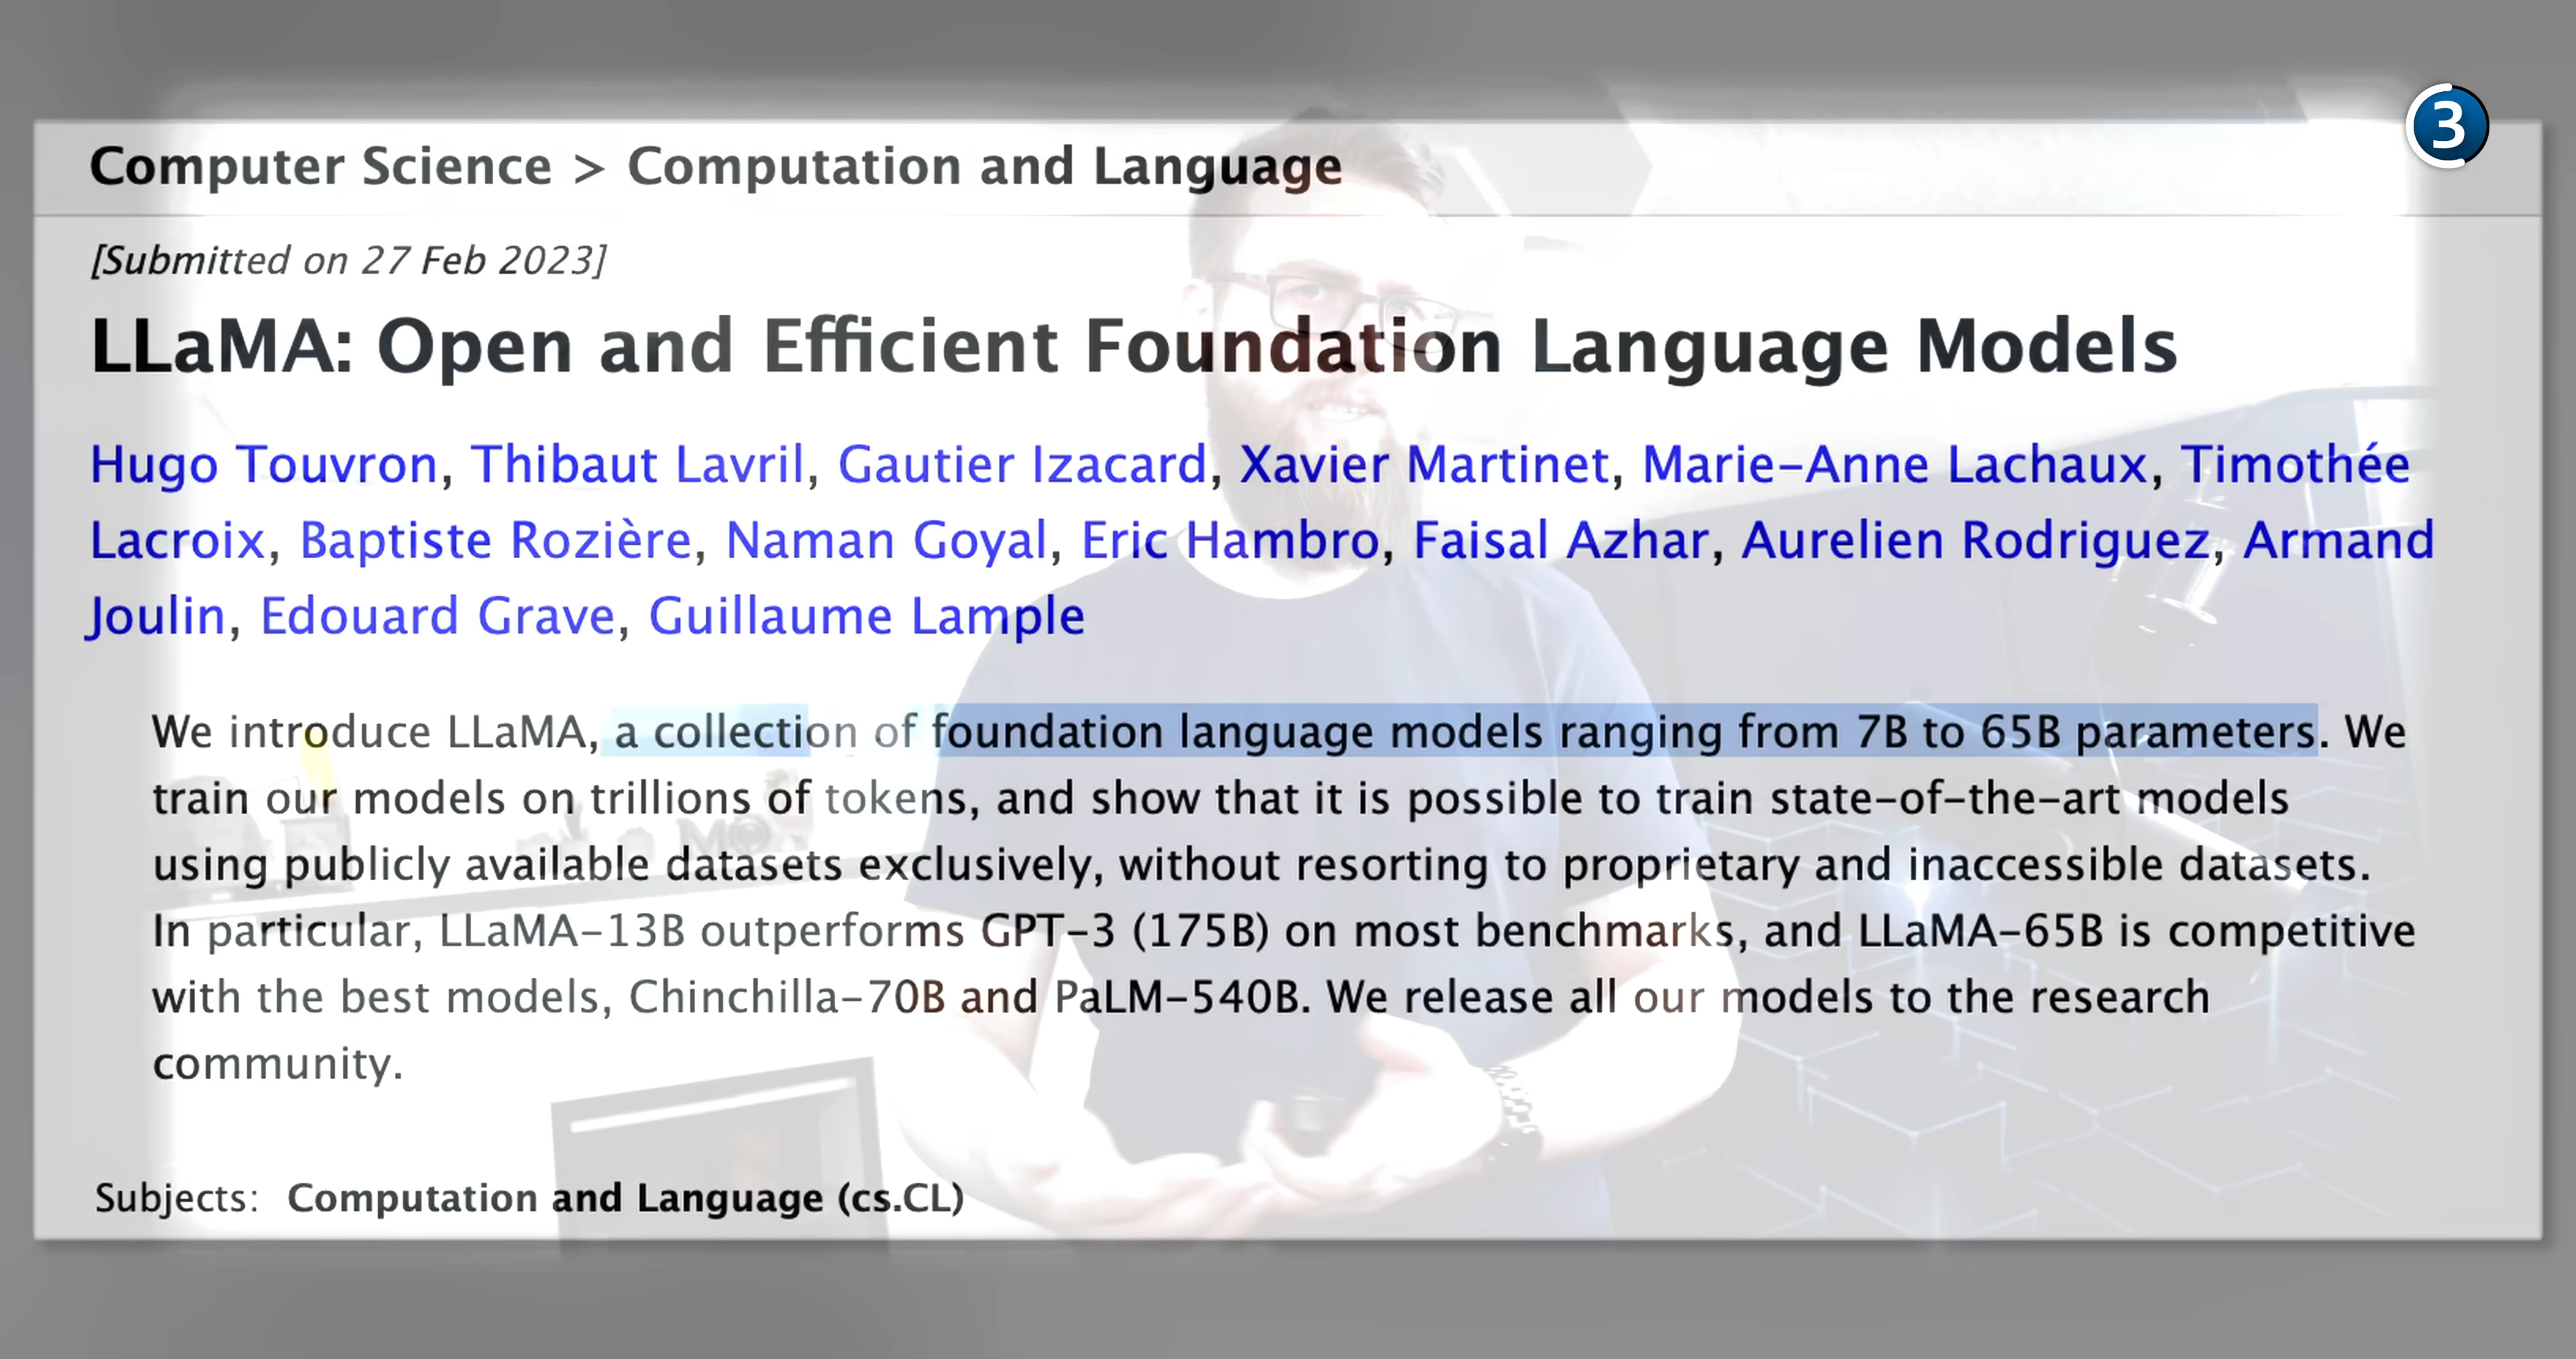 3
Computer Science > Computation and Language
[Submitted on 27 Feb 2023]
LLaMA: Open and Efficient Foundation Language Models
Hugo Touvron, Thibaut Lavril, Gautier Izacard, Xavier Martinet, Marie-Anne Lachaux, Timothée
Lacroix, Baptiste Rozière, Naman Goyal, Eric Hambro, Faisal Azhar, Aurelien Rodriguez, Armand
Joulin, Edouard Grave, Guillaume Lample
We introduce LLaMA, a collection of foundation language models ranging from 7B to 65B parameters. We
train our models on trillions of tokens, and show that it is possible to train state-of-the-art models
using publicly available datasets exclusively, without resorting to proprietary and inaccessible datasets.
In particular, LLaMA-13B outperforms GPT-3 (175B) on most benchmarks, and LLaMA-65B is competitive
with the best models, Chinchilla-70B and PaLM-540B. We release all our models to the research
community.
Subjects: Computation and Language (cs.CL)